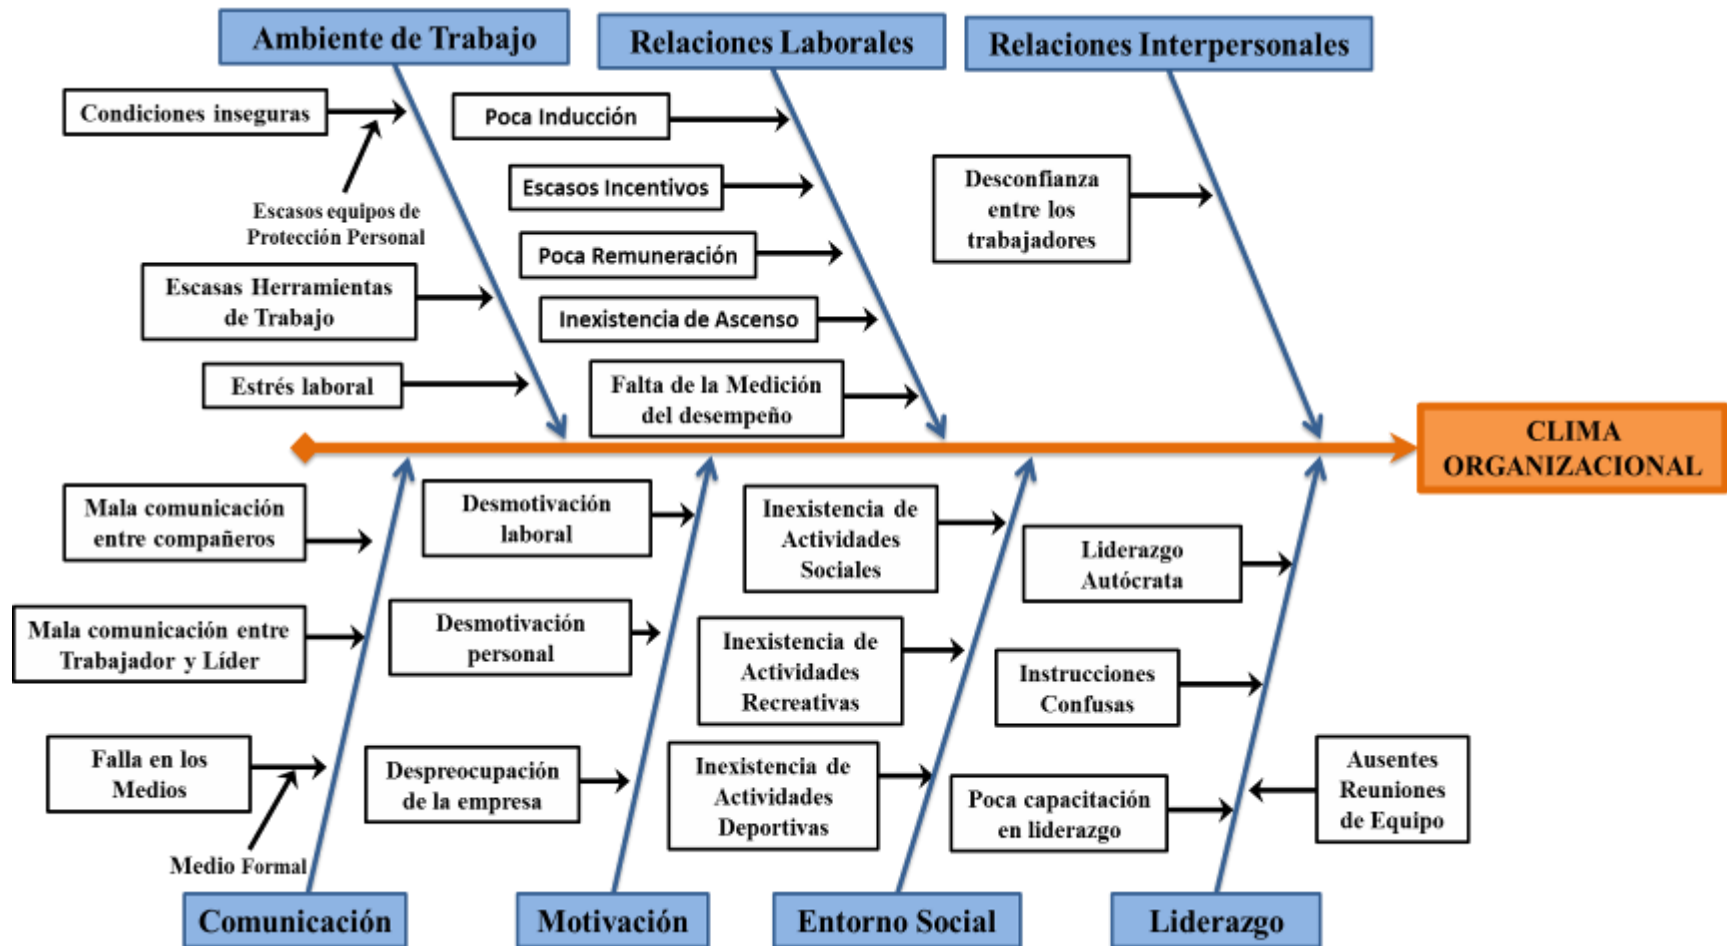 Ambiente de Trabajo
Relaciones Laborales
Relaciones Interpersonales
Condiciones inseguras
Escasos equipos de
Protección Personal
Escasas Herramientas
de Trabajo
Estrés laboral
Poca Inducción
Escasos Incentivos
Poca Remuneración
Inexistencia de Ascenso
Falta de la Medición
del desempeño
Desconfianza
entre los
trabajadores
CLIMA
ORGANIZACIONAL
Mala comunicación
entre compañeros
Mala comunicación entre
Trabajador y Líder
Falla en los
Medios
Medio Formal
Desmotivación
laboral
Desmotivación
personal
Despreocupación
de la empresa
Inexistencia de
Actividades
Sociales
Inexistencia de
Actividades
Recreativas
Inexistencia de
Actividades
Deportivas
Liderazgo
Autócrata
Instrucciones
Confusas
Poca capacitación
en liderazgo
Ausentes
Reuniones
de Equipo
Comunicación
Motivación
Entorno Social
Liderazgo